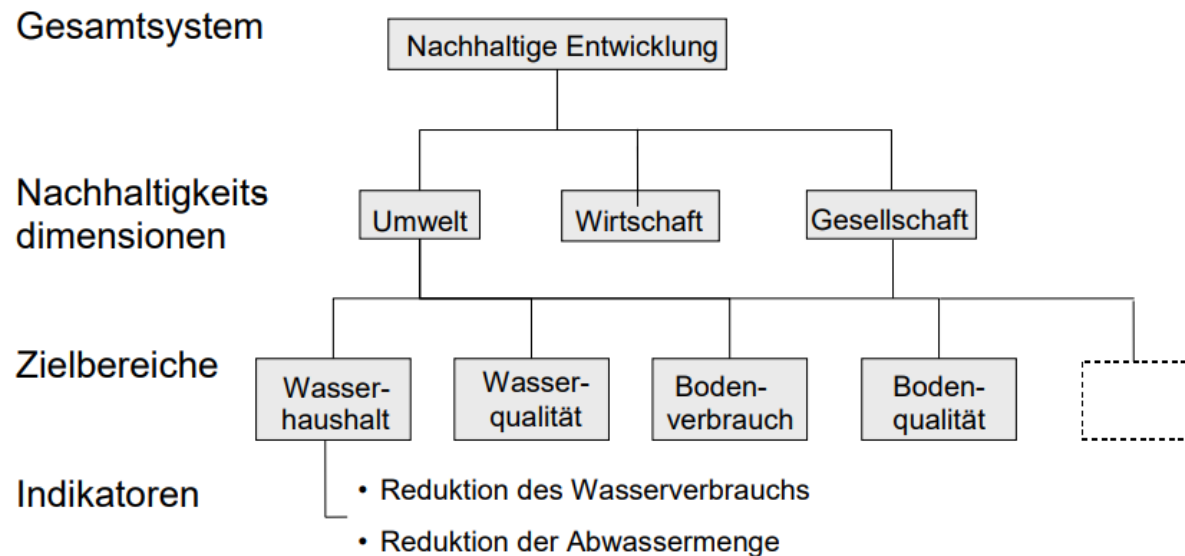 Gesamtsystem
Nachhaltige Entwicklung
Nachhaltigkeits
dimensionen
Umwelt
Wirtschaft
Gesellschaft
Zielbereiche
Wasser-
haushalt
Wasser-
qualität
Boden-
verbrauch
Boden-
qualität
Indikatoren
• Reduktion des Wasserverbrauchs
• Reduktion der Abwassermenge